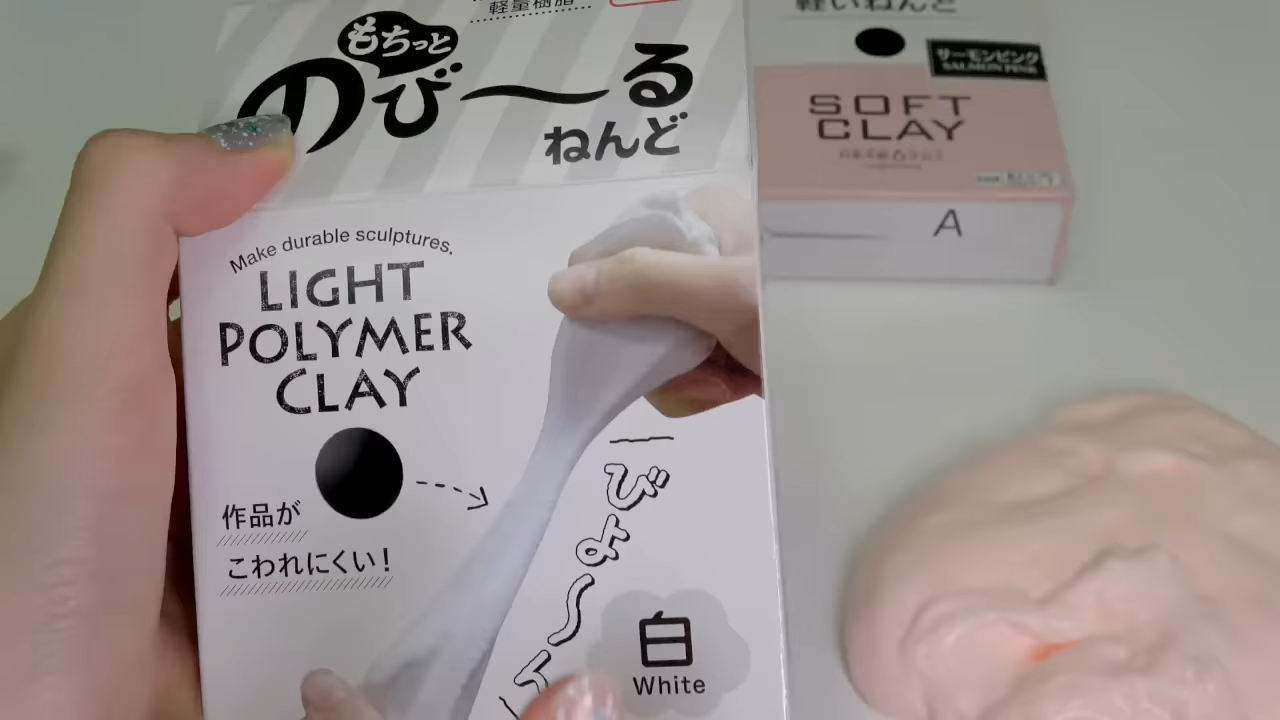 軽量樹脂
もちっと
のび〜る
ねんど
Make durable sculptures.
LIGHT
POLYMER
CLAY
作品が
こわれにくい!
びよ〜
白
White
軽いねんど
サーモンピンク
SALMON PINK
SOFT
CLAY
A